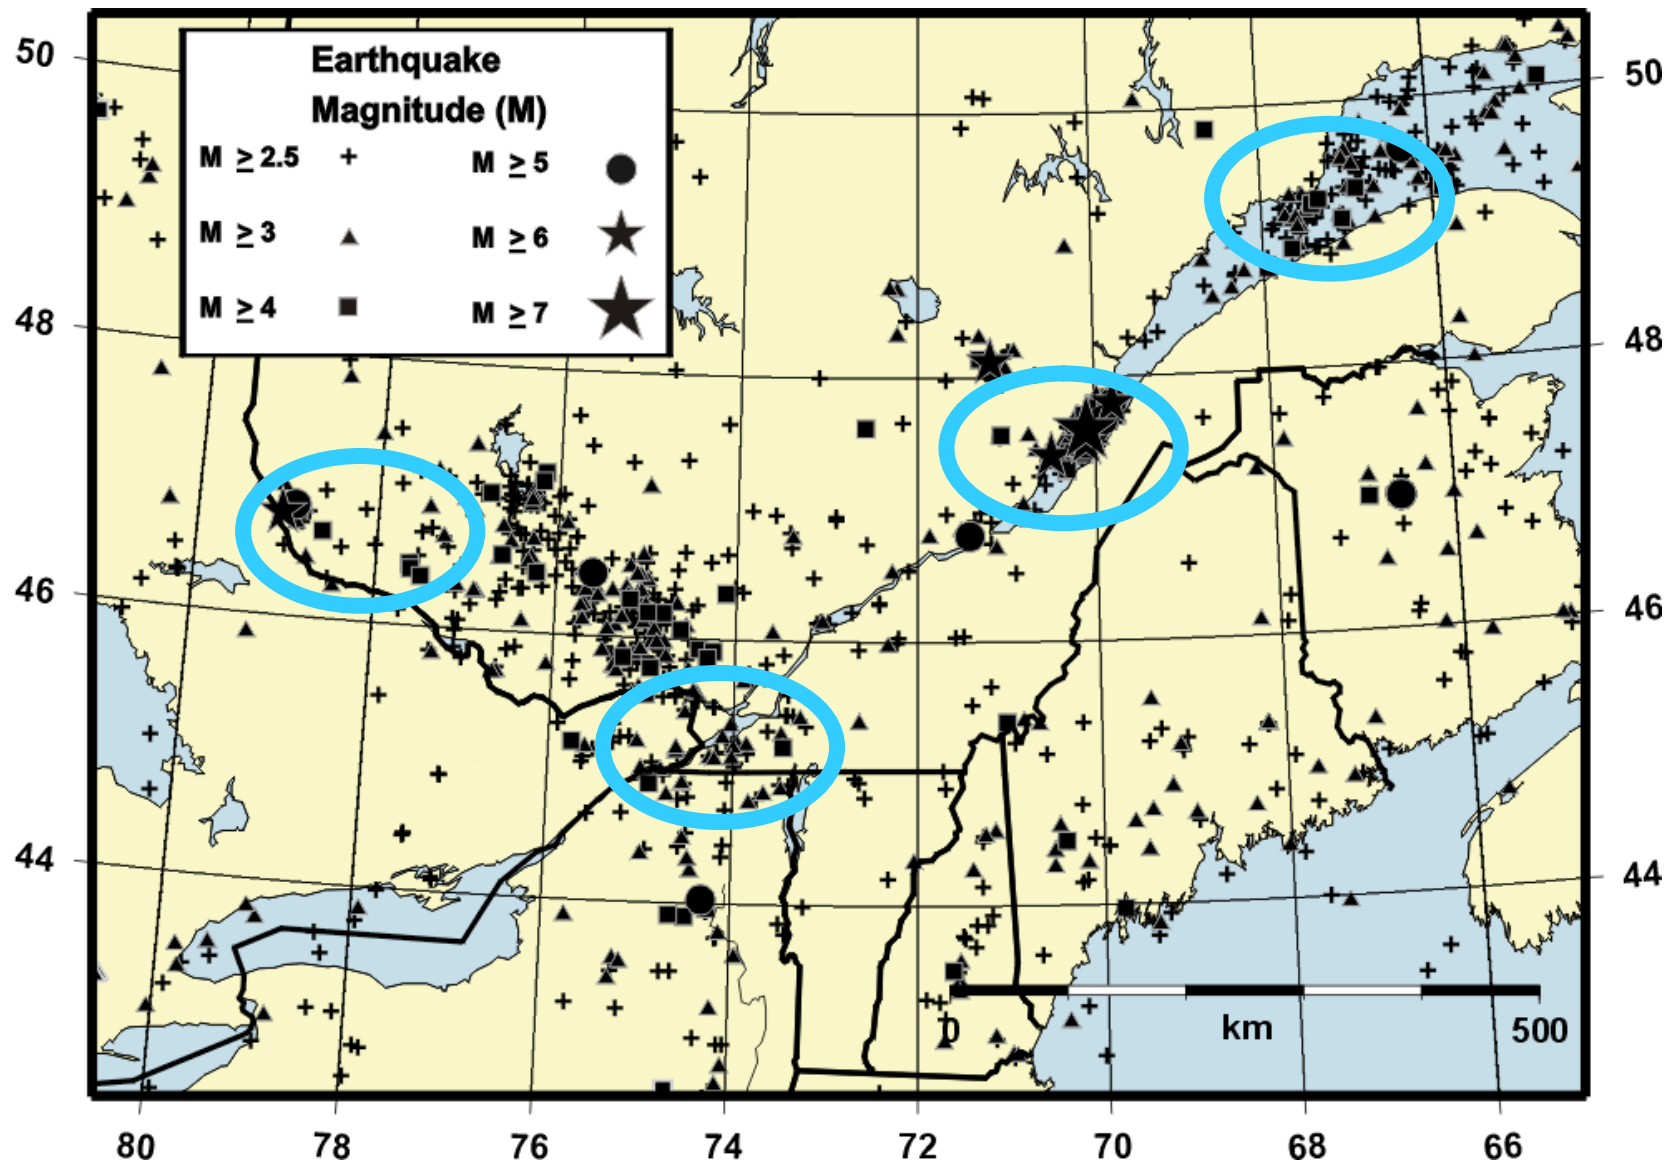 Earthquake
Magnitude (M)
M ≥ 2.5 M ≥ 5
M ≥ 3 M ≥ 6
M ≥ 4 M ≥ 7
50 50
48 48
46 46
44 44
0 km 500
80 78 76 74 72 70 68 66